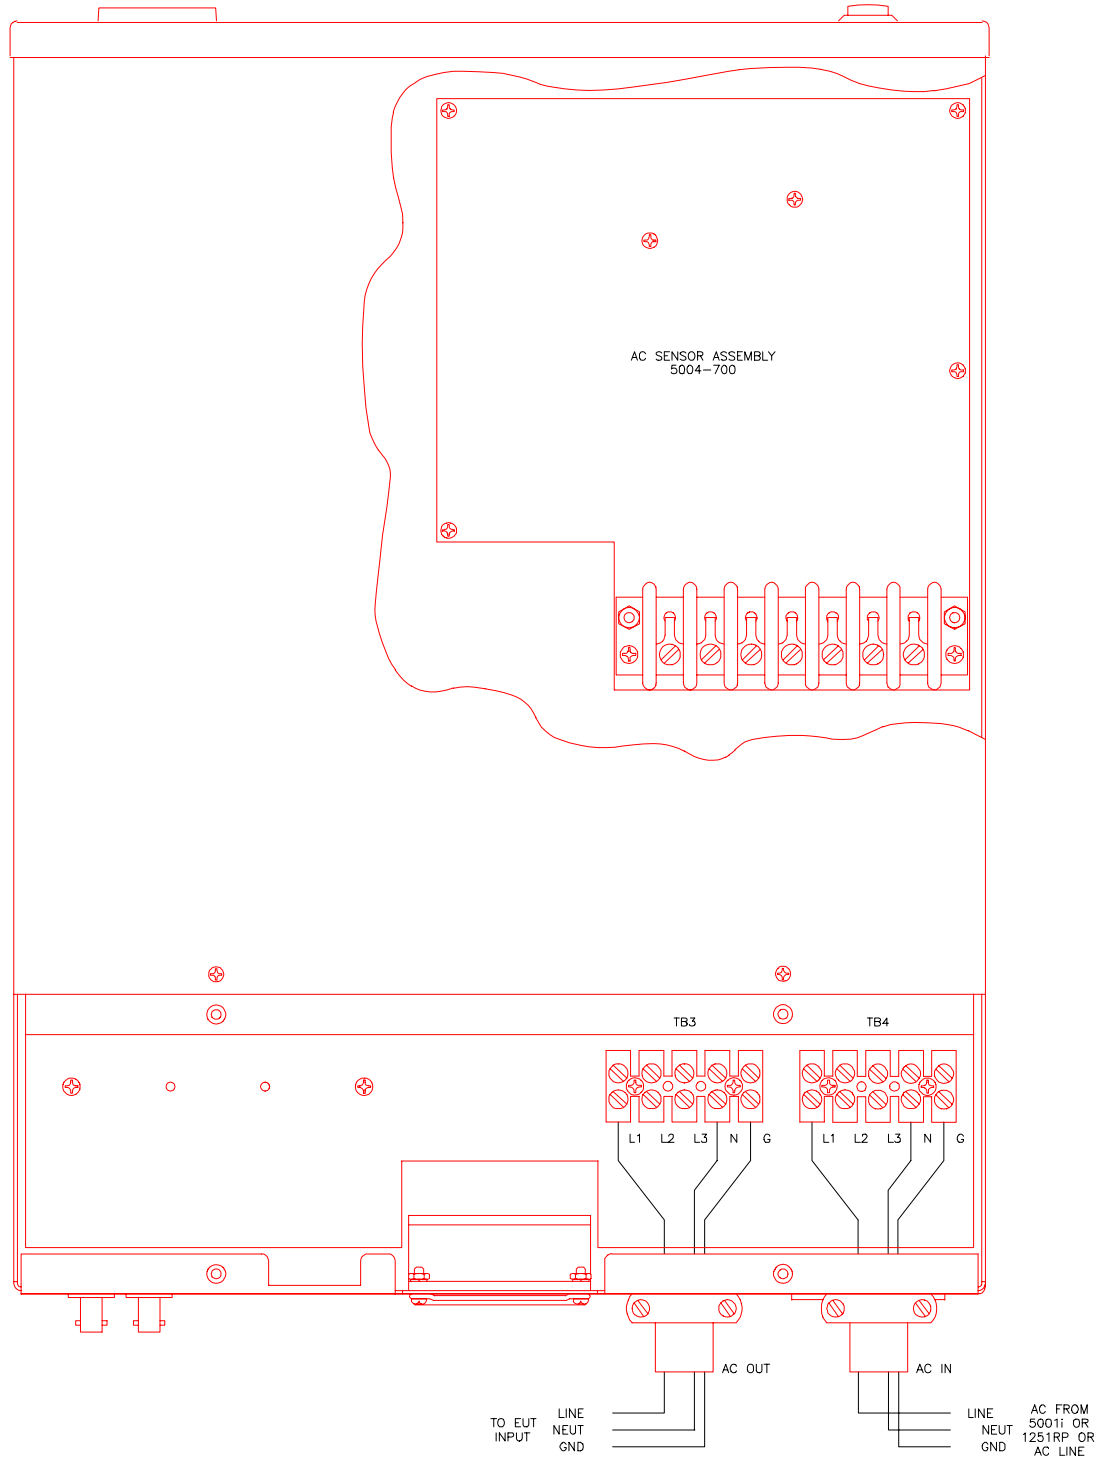 AC SENSOR ASSEMBLY
5004-700
TB3
TB4
L1 L2 L3 N G
L1 L2 L3 N G
AC OUT
AC IN
TO EUT
INPUT
LINE
NEUT
GND
LINE
NEUT
GND
AC FROM
5001i OR
1251RP OR
AC LINE